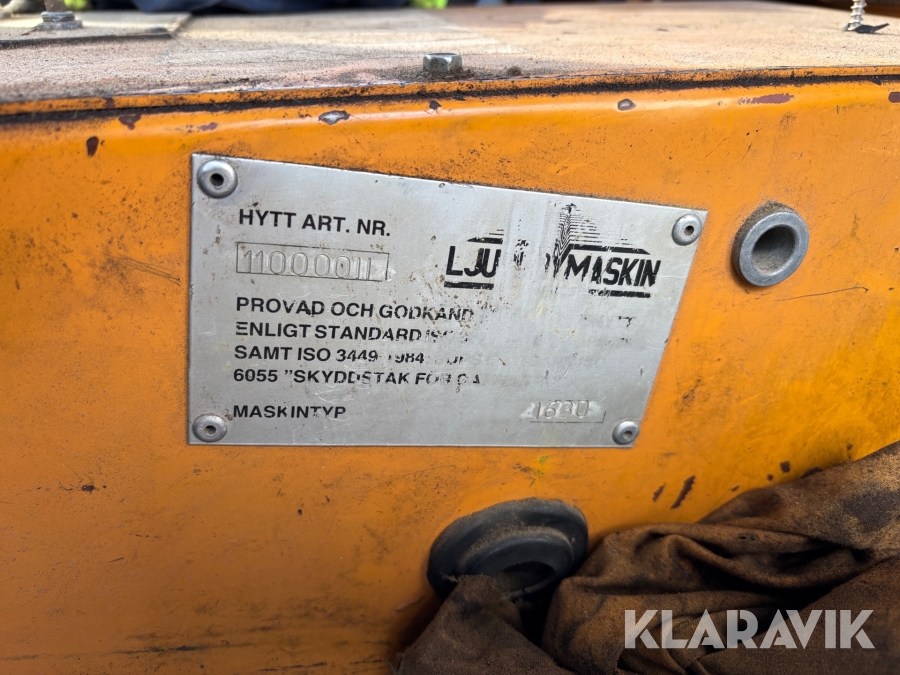 HYTT ART. NR.
11000011
LJU MASKIN
PROVAD OCH GODKAND
ENLIGT STANDARD
SAMT ISO 3449 1984
6055 "SKYDDSTAK FOR
MASKINTYP
1630
KLARAVIK